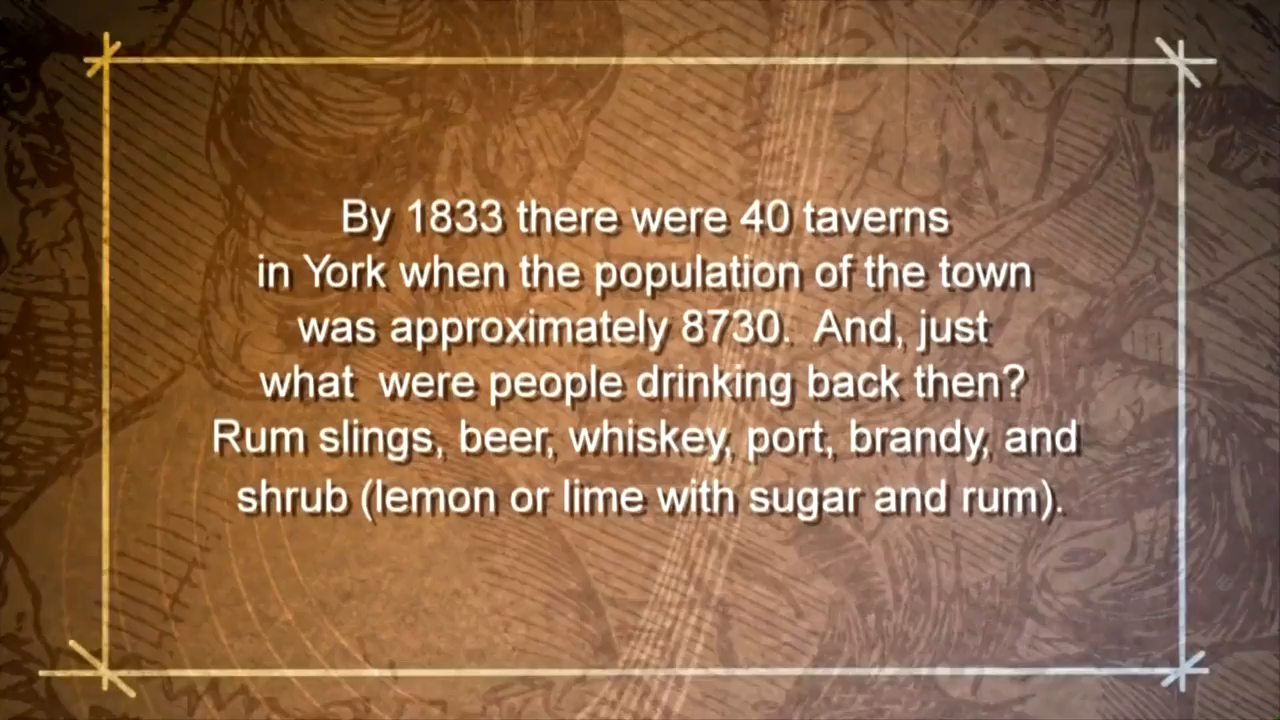 By 1833 there were 40 taverns
in York when the population of the town
was approximately 8730.  And, just
what  were people drinking back then?
Rum slings, beer, whiskey, port, brandy, and
shrub (lemon or lime with sugar and rum).